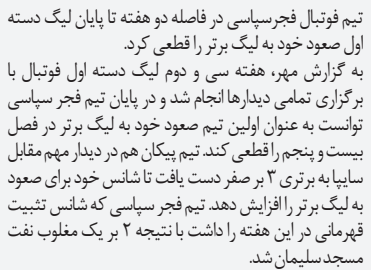 تیم فوتبال فجرسپاسی در فاصله دو هفته تا پایان لیگ دسته
اول صعود خود به لیگ برتر را قطعی کرد.
به گزارش مهر، هفته سی و دوم لیگ دسته اول فوتبال با
برگزاری تمامی دیدارها انجام شد و در پایان تیم فجر سپاسی
توانست به عنوان اولین تیم صعود خود به لیگ برتر در فصل
بیست و پنجم را قطعی کند. تیم پیکان هم در دیدار مهم مقابل
سایپا به برتری ۳ بر صفر دست یافت تا شانس خود برای صعود
به لیگ برتر را افزایش دهد. تیم فجر سپاسی که شانس تثبیت
قهرمانی در این هفته را داشت با نتیجه ۲ بر یک مغلوب نفت
مسجدسلیمان شد.